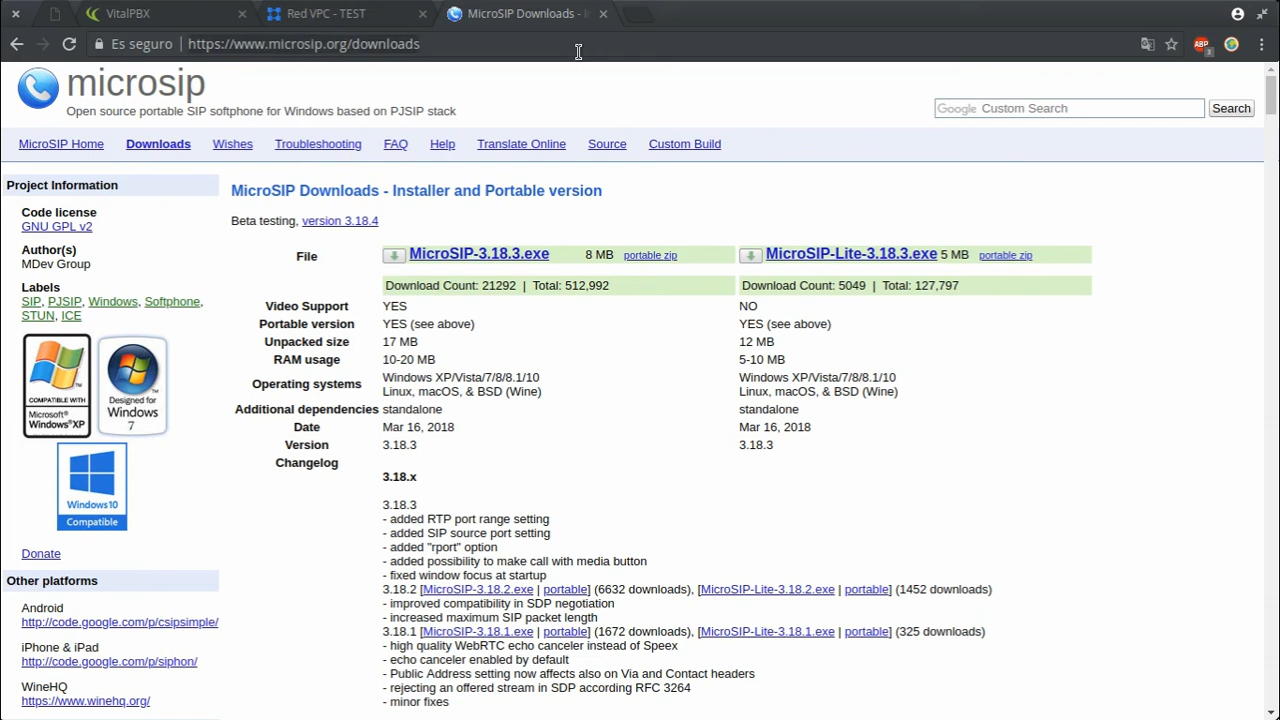 VitalPBX
Red VPC - TEST
MicroSIP Downloads -
Es seguro
https://www.microsip.org/downloads
ABP
3
microsip
Open source portable SIP softphone for Windows based on PJSIP stack
Google Custom Search
Search
MicroSIP Home Downloads Wishes Troubleshooting FAQ Help Translate Online Source Custom Build
Project Information
Code license
GNU GPL v2
Author(s)
MDev Group
Labels
SIP, PJSIP, Windows, Softphone,
STUN, ICE
COMPATIBLE WITH
Microsoft®
Windows®XP
Designed for
Windows
7
Windows10
Compatible
Donate
Other platforms
Android
http://code.google.com/p/csipsimple/
iPhone & iPad
http://code.google.com/p/siphon/
WineHQ
https://www.winehq.org/
MicroSIP Downloads - Installer and Portable version
Beta testing, version 3.18.4
File MicroSIP-3.18.3.exe 8 MB portable zip MicroSIP-Lite-3.18.3.exe 5 MB portable zip
Download Count: 21292 | Total: 512,992 Download Count: 5049 | Total: 127,797
Video Support YES NO
Portable version YES (see above) YES (see above)
Unpacked size 17 MB 12 MB
RAM usage 10-20 MB 5-10 MB
Operating systems Windows XP/Vista/7/8/8.1/10 Windows XP/Vista/7/8/8.1/10
Linux, macOS, & BSD (Wine) Linux, macOS, & BSD (Wine)
Additional dependencies standalone standalone
Date Mar 16, 2018 Mar 16, 2018
Version 3.18.3 3.18.3
Changelog
3.18.x
3.18.3
- added RTP port range setting
- added SIP source port setting
- added "rport" option
- added possibility to make call with media button
- fixed window focus at startup
3.18.2 [MicroSIP-3.18.2.exe | portable] (6632 downloads), [MicroSIP-Lite-3.18.2.exe | portable] (1452 downloads)
- improved compatibility in SDP negotiation
- increased maximum SIP packet length
3.18.1 [MicroSIP-3.18.1.exe | portable] (1672 downloads), [MicroSIP-Lite-3.18.1.exe | portable] (325 downloads)
- high quality WebRTC echo canceler instead of Speex
- echo canceler enabled by default
- Public Address setting now affects also on Via and Contact headers
- rejecting an offered stream in SDP according RFC 3264
- minor fixes